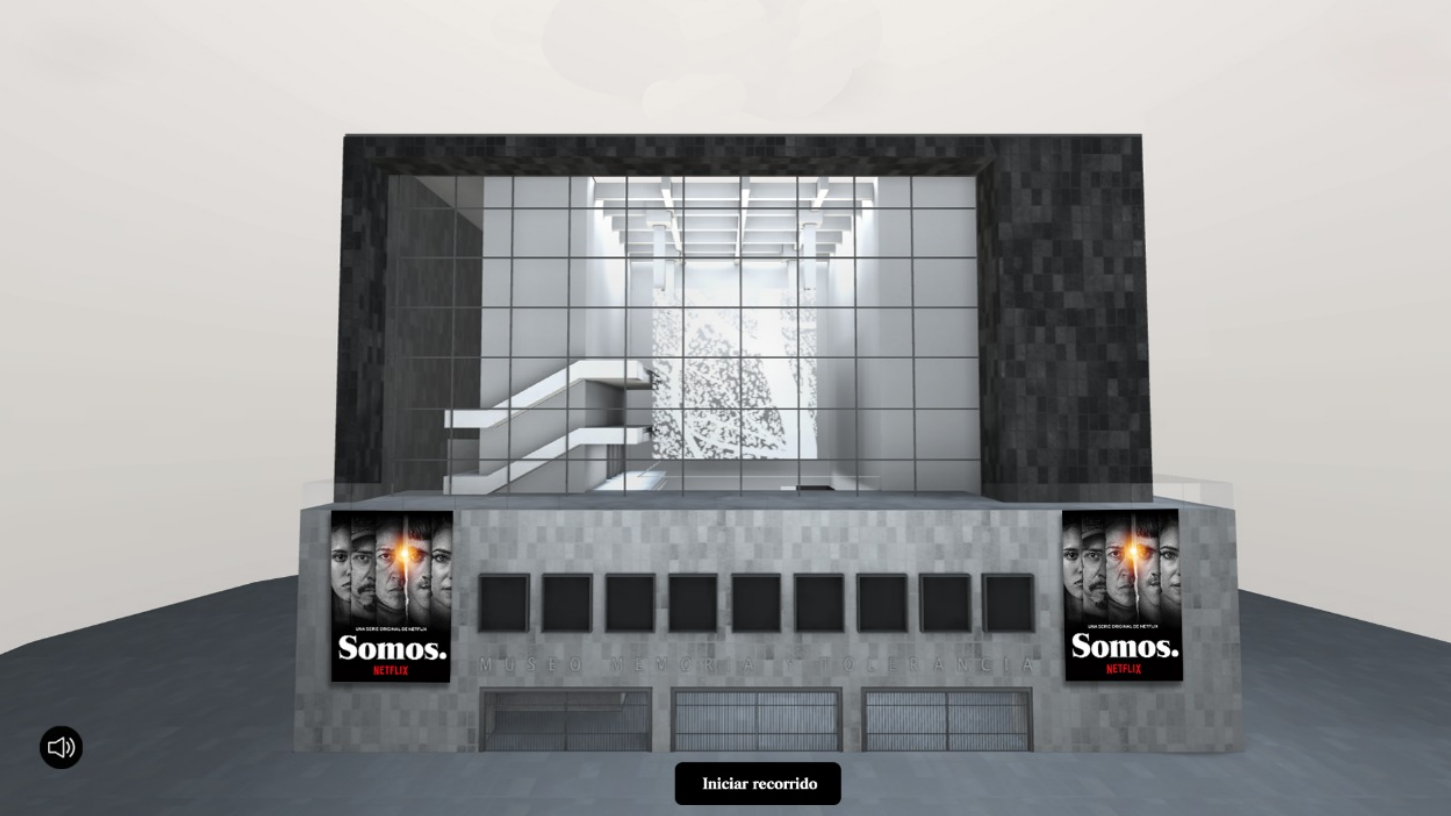 UNA SERIE ORIGINAL DE NETFLIX
Somos.
NETFLIX
MUSEO MEMORIA Y TOLERANCIA
UNA SERIE ORIGINAL DE NETFLIX
Somos.
NETFLIX
Iniciar recorrido